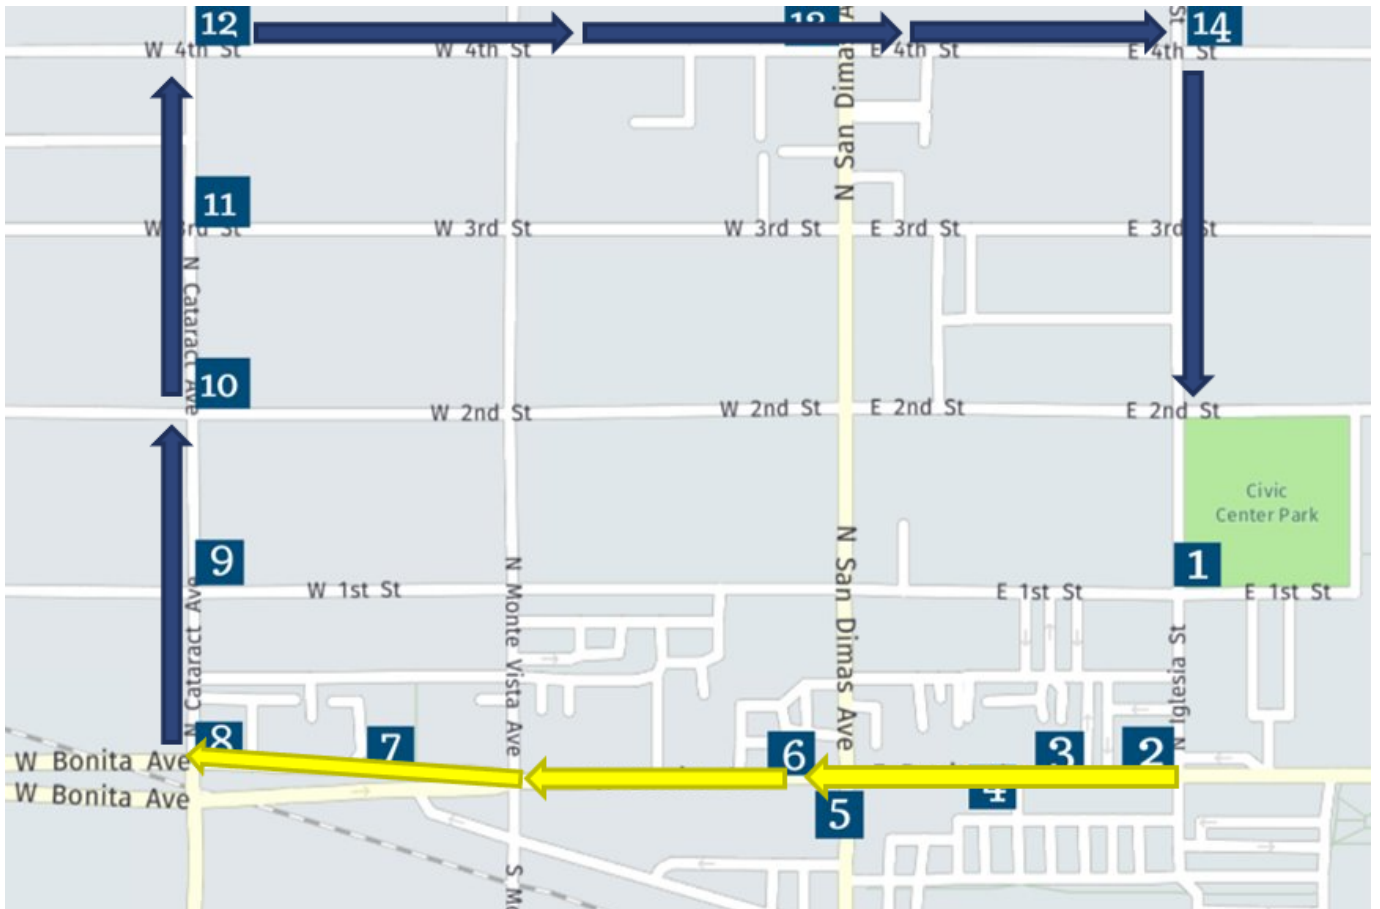 12
13
14
W 4th St
W 4th St
E 4th St
E 4th St
N San Dimas
11
W 3rd St
W 3rd St
W 3rd St
E 3rd St
E 3rd St
N Cataract Ave
10
W 2nd St
W 2nd St
E 2nd St
E 2nd St
Civic
Center Park
9
1
W 1st St
E 1st St
E 1st St
N Cataract Ave
N Monte Vista Ave
N San Dimas Ave
N Iglesia St
8
7
6
3
2
W Bonita Ave
W Bonita Ave
4
5